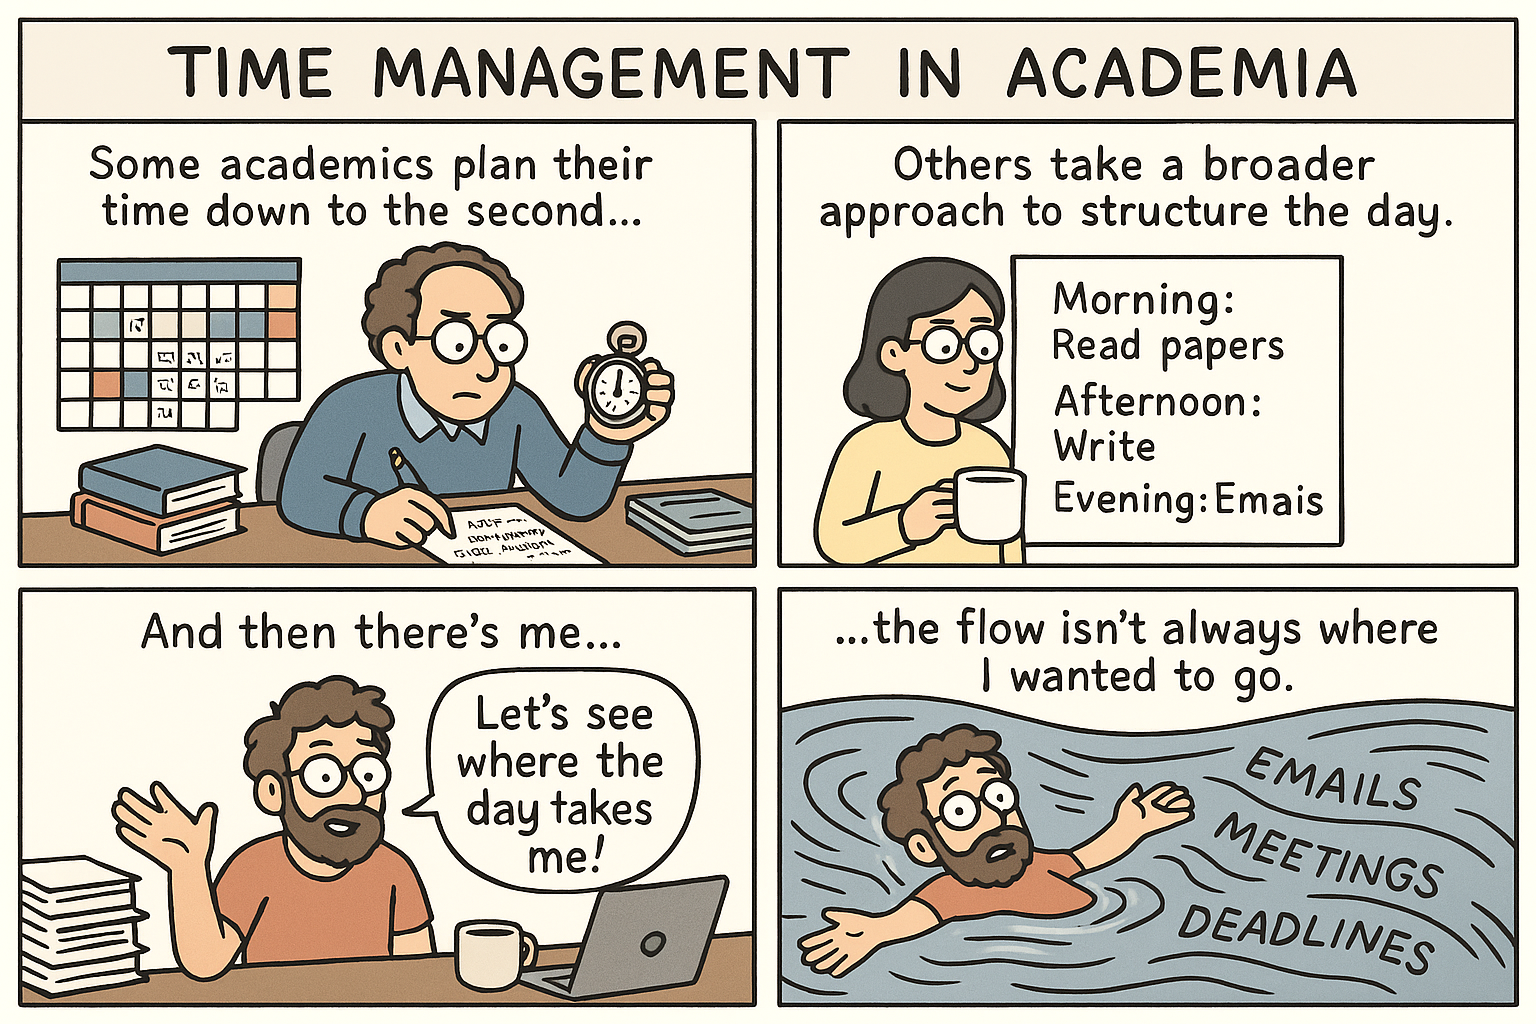 TIME MANAGEMENT IN ACADEMIA
Some academics plan their
time down to the second...
Others take a broader
approach to structure the day.
Morning:
Read papers
Afternoon:
Write
Evening: Emais
And then there's me...
Let's see
where the
day takes
me!
...the flow isn't always where
I wanted to go.
EMAILS
MEETINGS
DEADLINES